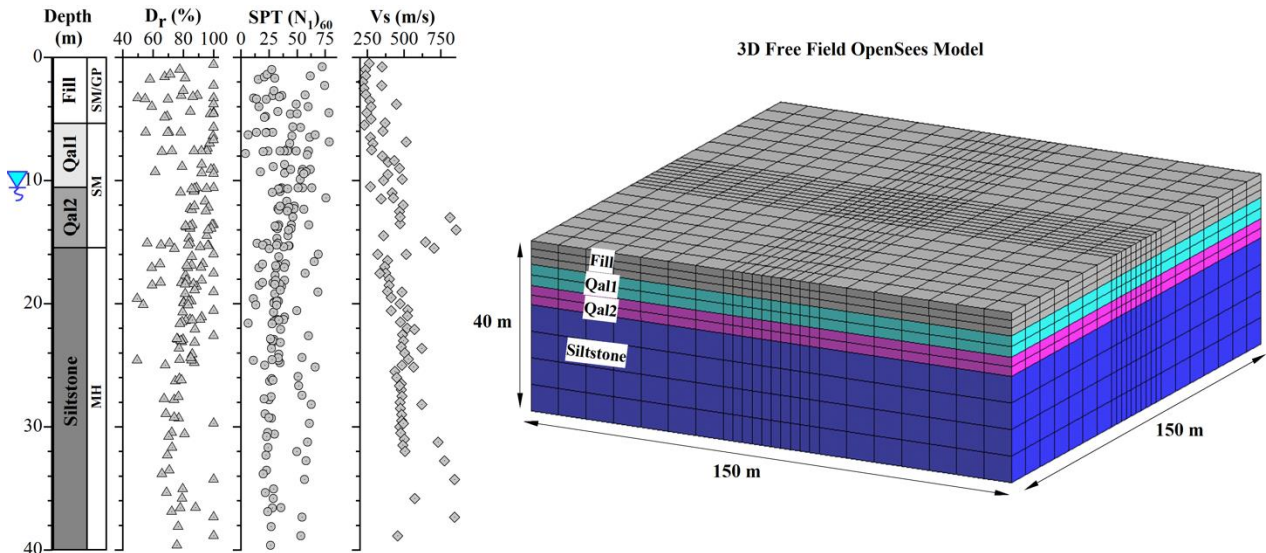 Depth
(m)
Dr (%)
SPT (N1)60
Vs (m/s)
40 60 80 100
0 25 50 75
250 500 750
0
10
20
30
40
Fill
Qal1
Qal2
Siltstone
SM/GP
SM
MH
3D Free Field OpenSees Model
Fill
Qal1
Qal2
Siltstone
40 m
150 m
150 m